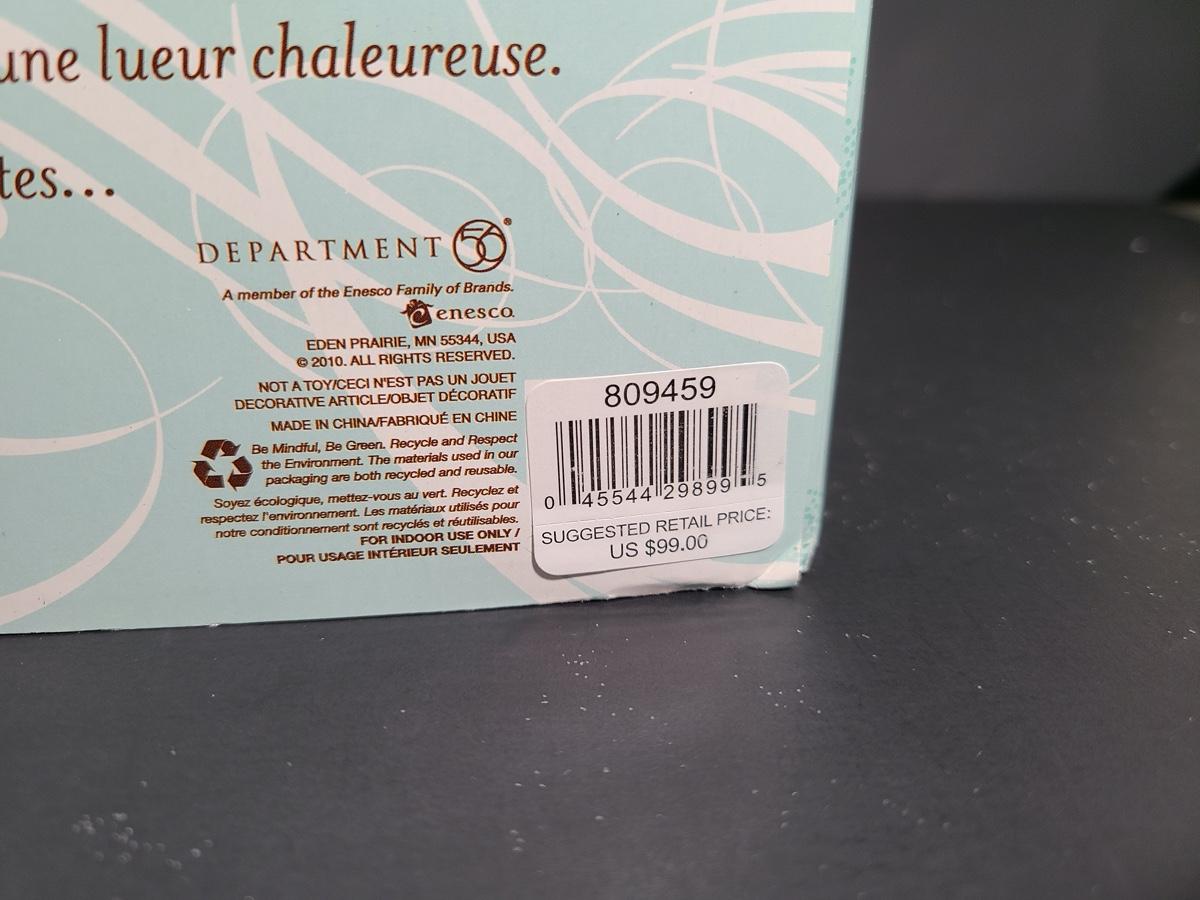 une lueur chaleureuse.
tes...
DEPARTMENT 56®
A member of the Enesco Family of Brands.
enesco.
EDEN PRAIRIE, MN 55344, USA
© 2010. ALL RIGHTS RESERVED.
NOT A TOY/CECI N'EST PAS UN JOUET
DECORATIVE ARTICLE/OBJET DÉCORATIF
MADE IN CHINA/FABRIQUÉ EN CHINE
Be Mindful, Be Green. Recycle and Respect
the Environment. The materials used in our
packaging are both recycled and reusable.
Soyez écologique, mettez-vous au vert. Recyclez et
respectez l'environnement. Les matériaux utilisés pour
notre conditionnement sont recyclés et réutilisables.
FOR INDOOR USE ONLY /
POUR USAGE INTÉRIEUR SEULEMENT
809459
0 45544 29899 5
SUGGESTED RETAIL PRICE:
US $99.00